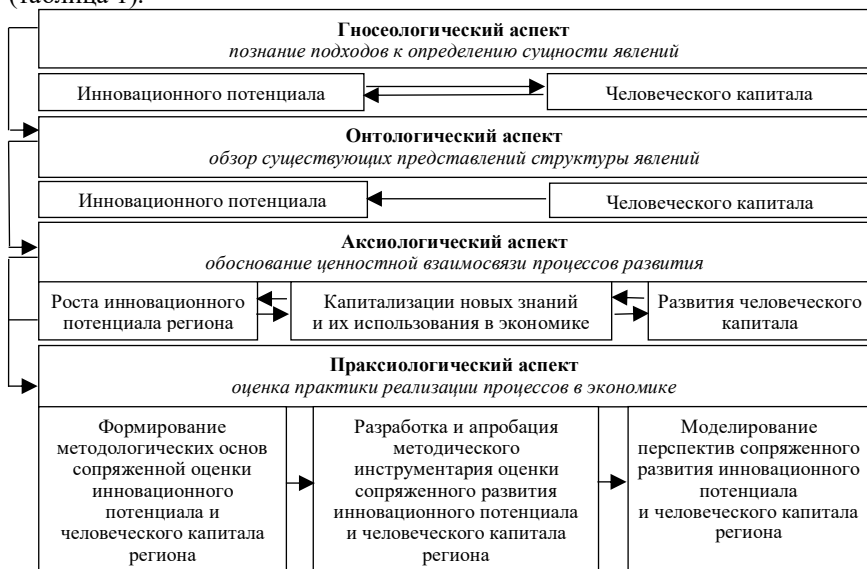 (таблица 1).
Гносеологический аспект
познание подходов к определению сущности явлений
Инновационного потенциала
Человеческого капитала
Онтологический аспект
обзор существующих представлений структуры явлений
Инновационного потенциала
Человеческого капитала
Аксиологический аспект
обоснование ценностной взаимосвязи процессов развития
Роста инновационного
потенциала региона
Капитализации новых знаний
и их использования в экономике
Развития человеческого
капитала
Праксиологический аспект
оценка практики реализации процессов в экономике
Формирование
методологических основ
сопряженной оценки
инновационного
потенциала и
человеческого капитала
региона
Разработка и апробация
методического
инструментария оценки
сопряженного развития
инновационного потенциала
и человеческого капитала
региона
Моделирование
перспектив сопряженного
развития инновационного
потенциала
и человеческого капитала
региона